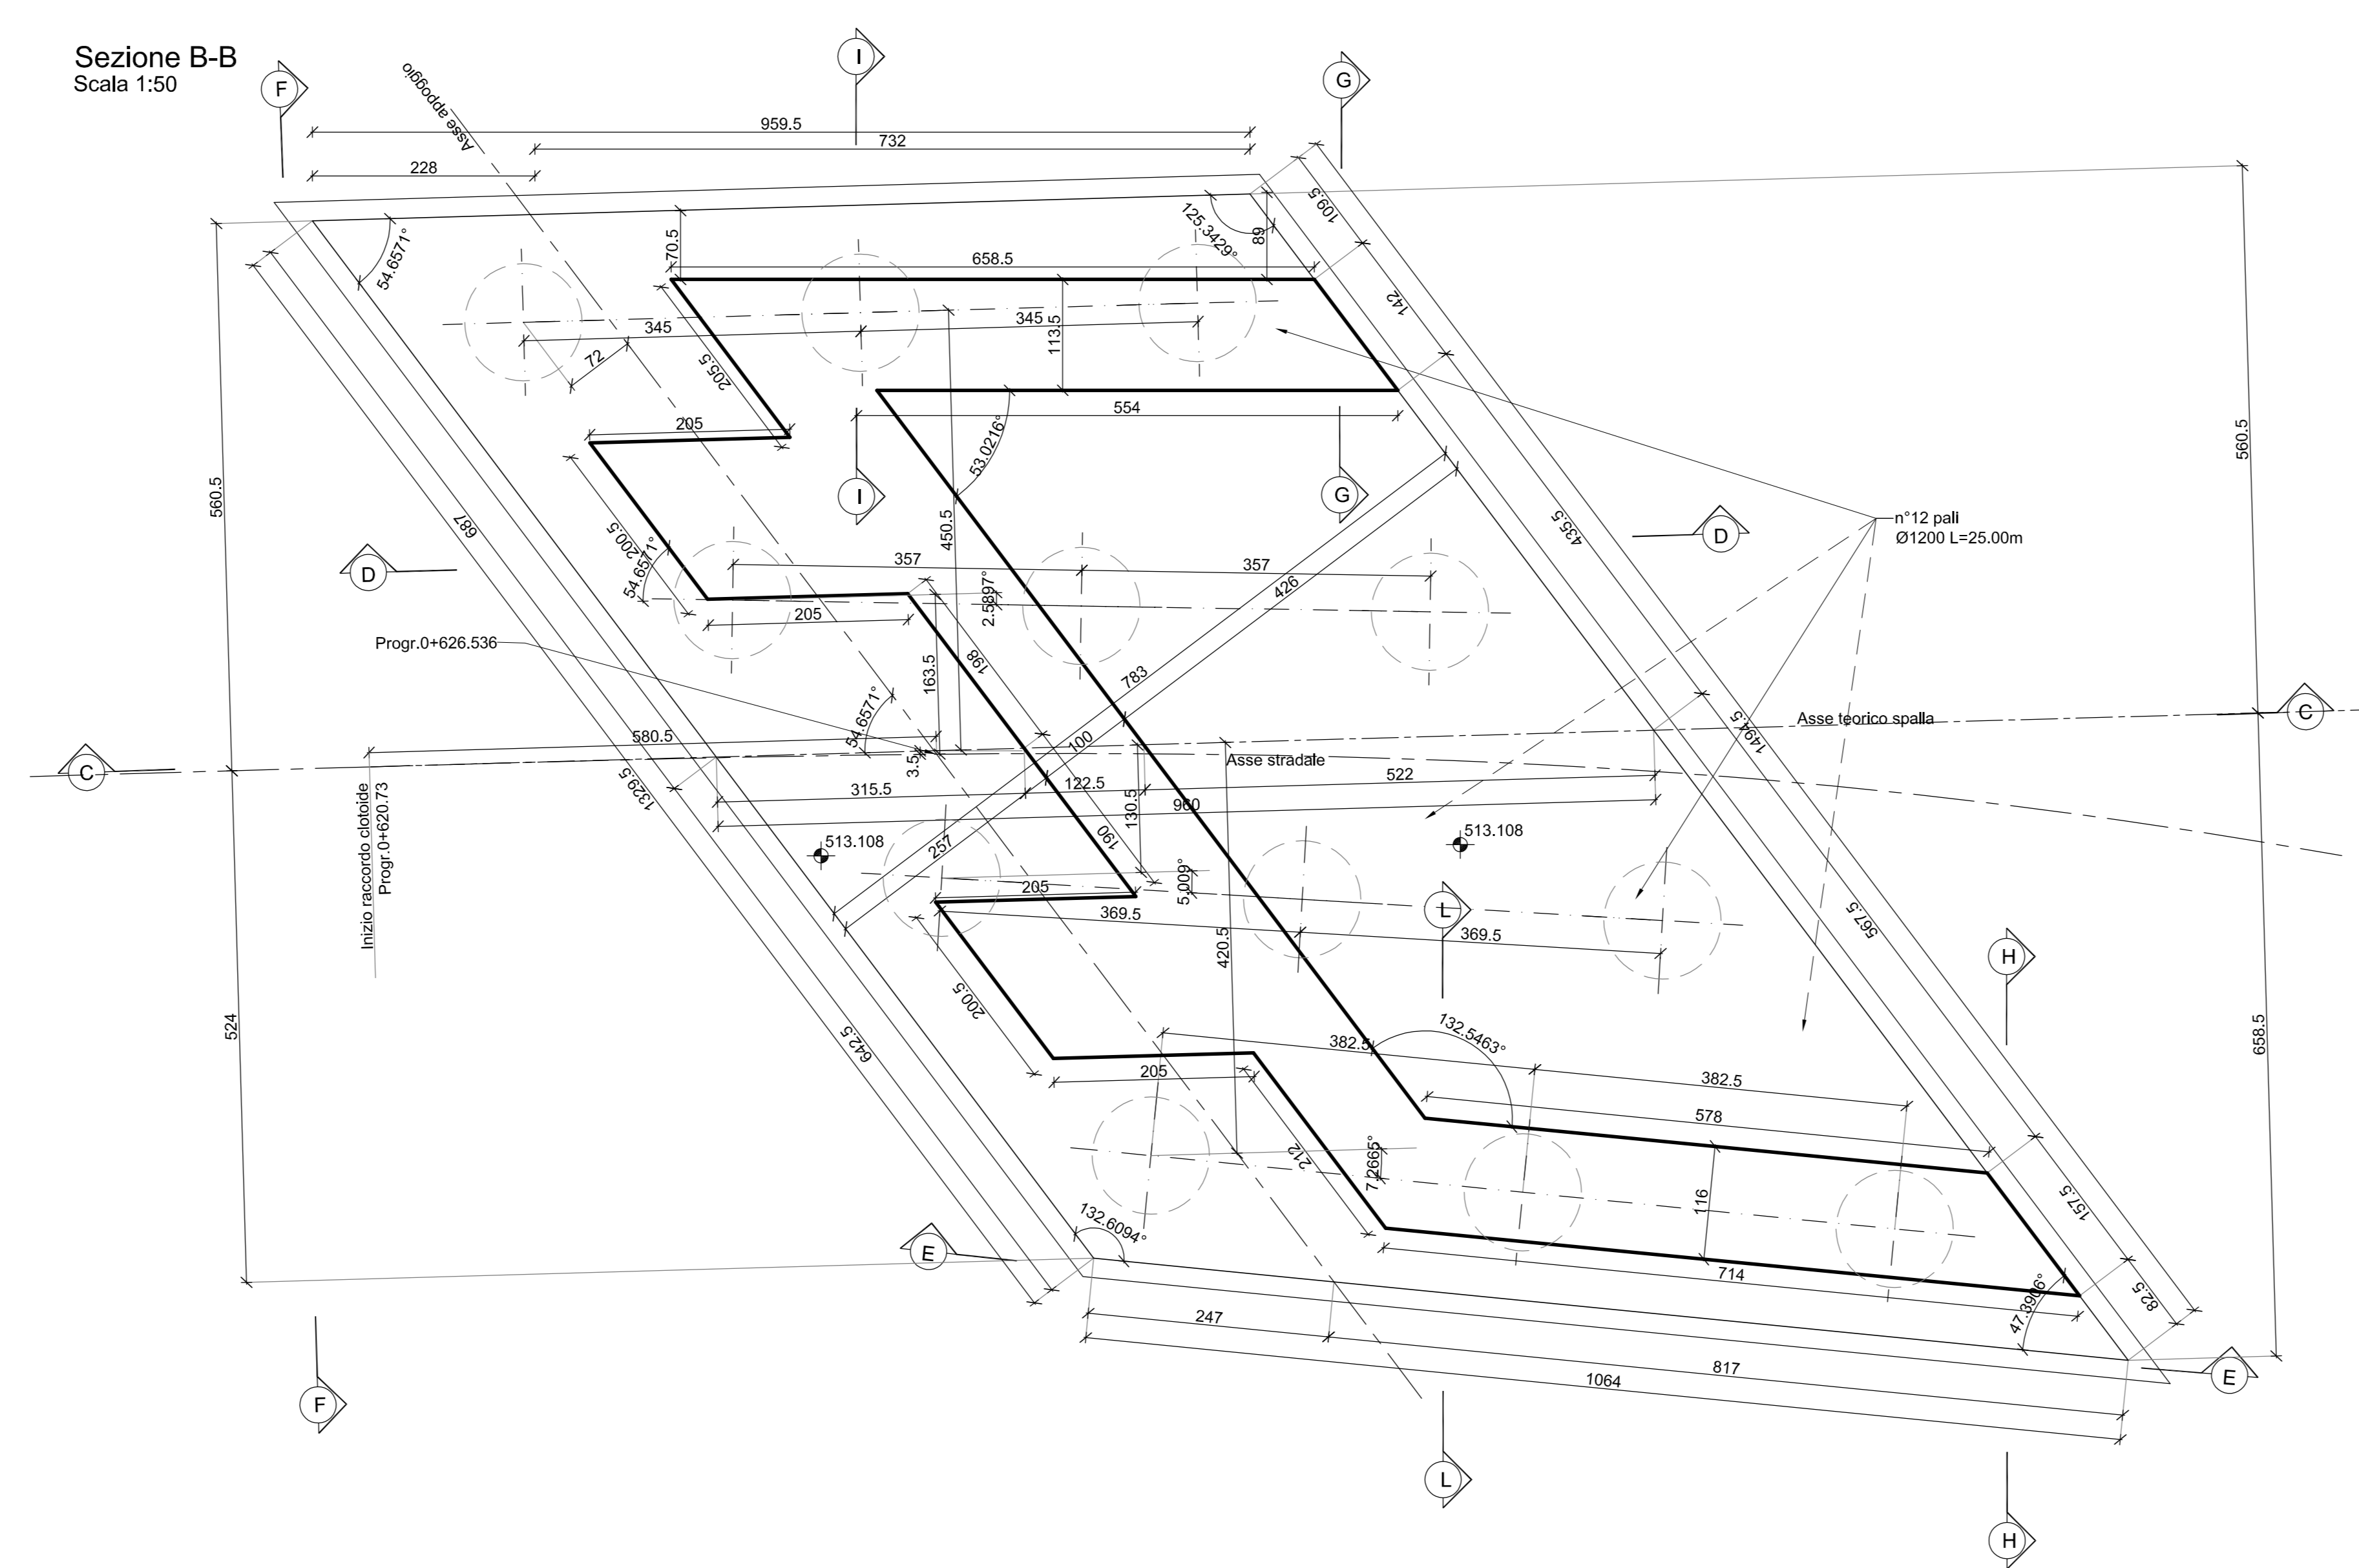 Sezione B-B
Scala 1:50
F
I
G
Asse appoggio
959.5
732
228
109.5
54.6571°
70.5
125.3429°
89
658.5
142
345
345
113.5
72
205.5
205
554
53.0216°
560.5
560.5
687
I
G
435.5
D
n°12 pali
Ø1200 L=25.00m
450.5
200.5
54.6571°
D
357
357
426
2.5897°
205
Progr.0+626.536
198
163.5
783
54.6571°
1494.5
Asse teorico spalla
C
580.5
100
3.5
Asse stradale
C
522
315.5
122.5
130.5
960
1329.5
Inizio raccordo clotoide
Progr.0+620.73
513.108
513.108
190
257
205
5.009°
L
369.5
369.5
567.5
420.5
H
200.5
524
642.5
132.5463°
382.5
382.5
658.5
205
578
212
7.2665°
116
157.5
132.6094°
E
714
47.3906°
82.5
247
817
1064
E
F
L
H